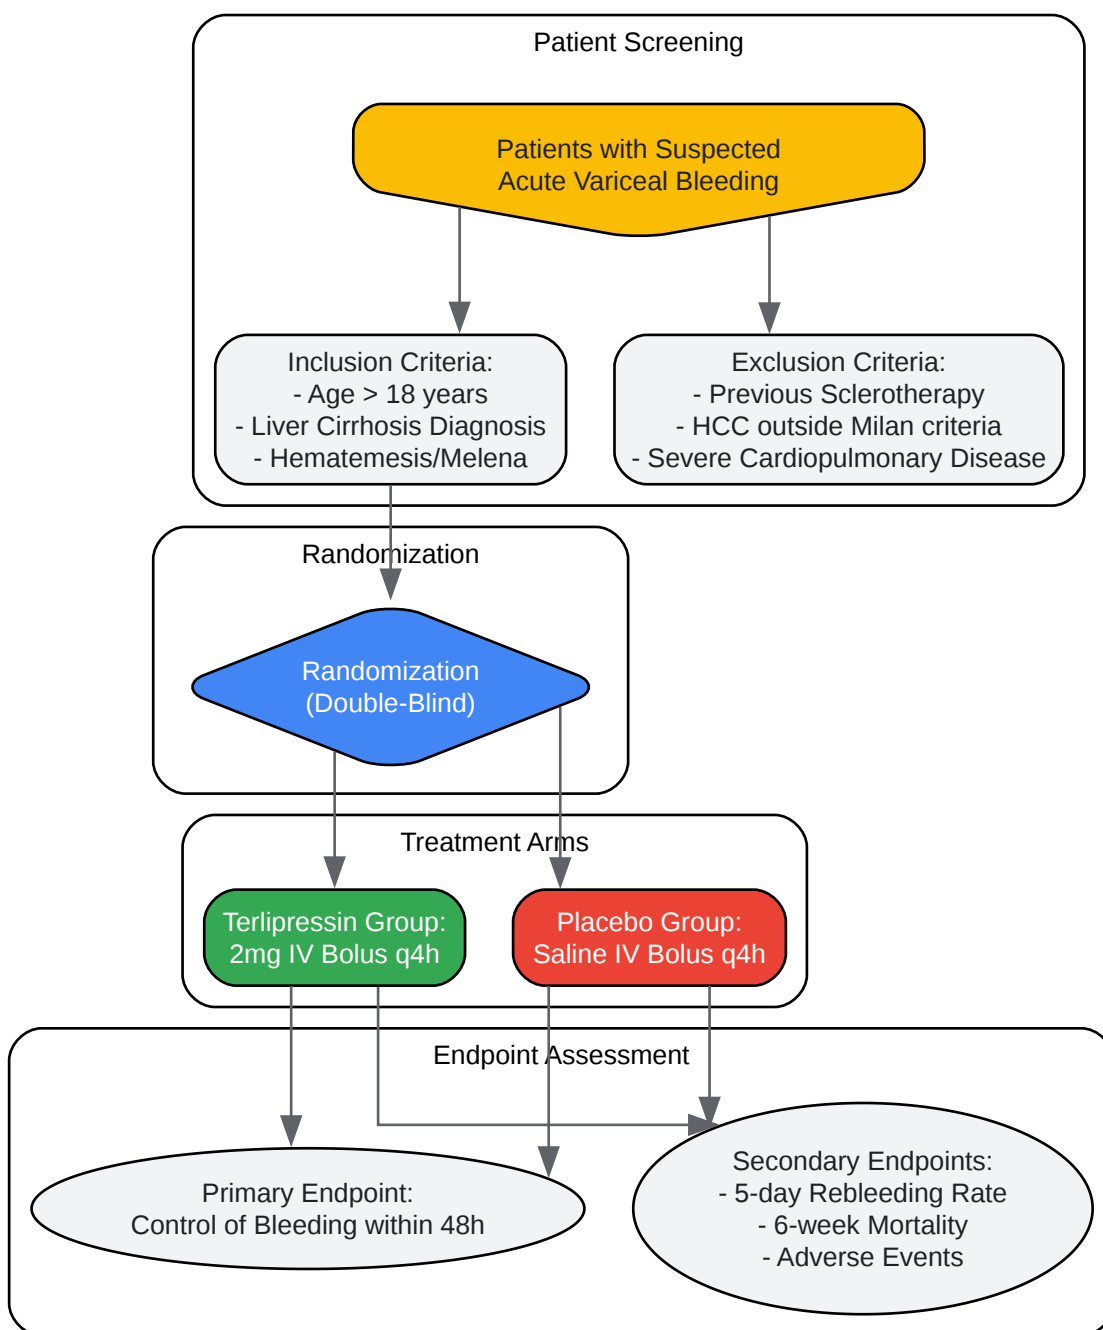 Patient Screening
Patients with Suspected
Acute Variceal Bleeding
Inclusion Criteria:
- Age > 18 years
- Liver Cirrhosis Diagnosis
- Hematemesis/Melena
Exclusion Criteria:
- Previous Sclerotherapy
- HCC outside Milan criteria
- Severe Cardiopulmonary Disease
Randomization
Randomization
(Double-Blind)
Treatment Arms
Terlipressin Group:
2mg IV Bolus q4h
Placebo Group:
Saline IV Bolus q4h
Endpoint Assessment
Primary Endpoint:
Control of Bleeding within 48h
Secondary Endpoints:
- 5-day Rebleeding Rate
- 6-week Mortality
- Adverse Events